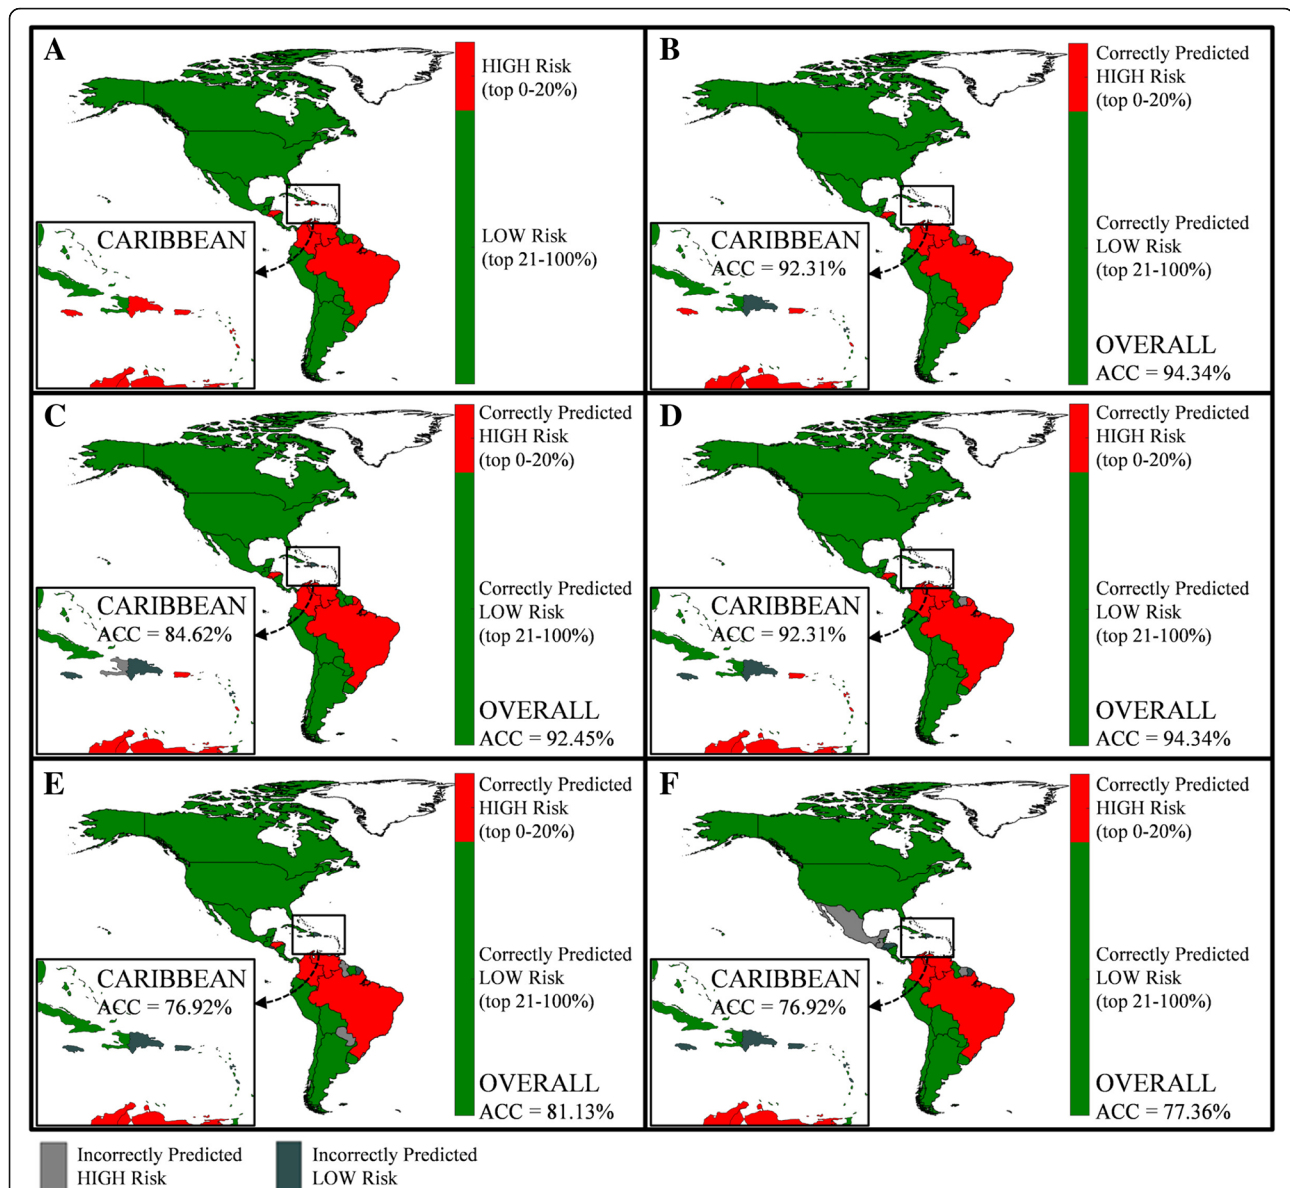 A
HIGH Risk
(top 0-20%)
LOW Risk
(top 21-100%)
CARIBBEAN
B
Correctly Predicted
HIGH Risk
(top 0-20%)
Correctly Predicted
LOW Risk
(top 21-100%)
CARIBBEAN
ACC = 92.31%
OVERALL
ACC = 94.34%
C
Correctly Predicted
HIGH Risk
(top 0-20%)
Correctly Predicted
LOW Risk
(top 21-100%)
CARIBBEAN
ACC = 84.62%
OVERALL
ACC = 92.45%
D
Correctly Predicted
HIGH Risk
(top 0-20%)
Correctly Predicted
LOW Risk
(top 21-100%)
CARIBBEAN
ACC = 92.31%
OVERALL
ACC = 94.34%
E
Correctly Predicted
HIGH Risk
(top 0-20%)
Correctly Predicted
LOW Risk
(top 21-100%)
CARIBBEAN
ACC = 76.92%
OVERALL
ACC = 81.13%
F
Correctly Predicted
HIGH Risk
(top 0-20%)
Correctly Predicted
LOW Risk
(top 21-100%)
CARIBBEAN
ACC = 76.92%
OVERALL
ACC = 77.36%
Incorrectly Predicted
HIGH Risk
Incorrectly Predicted
LOW Risk